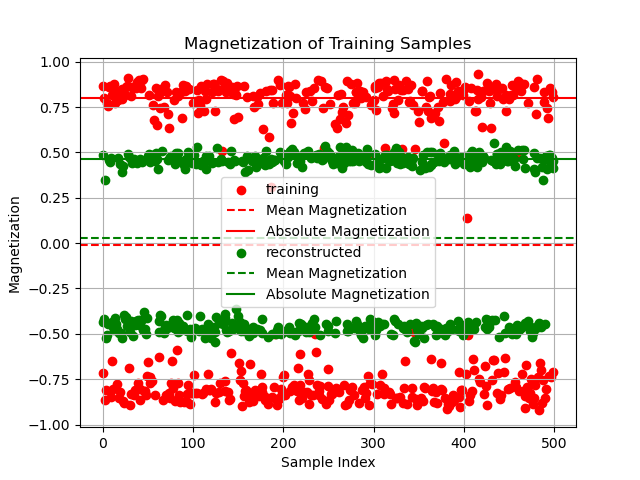 Magnetization of Training Samples
Magnetization
1.00
0.75
0.50
0.25
0.00
−0.25
−0.50
−0.75
−1.00
training
Mean Magnetization
Absolute Magnetization
reconstructed
Mean Magnetization
Absolute Magnetization
0
100
200
300
400
500
Sample Index